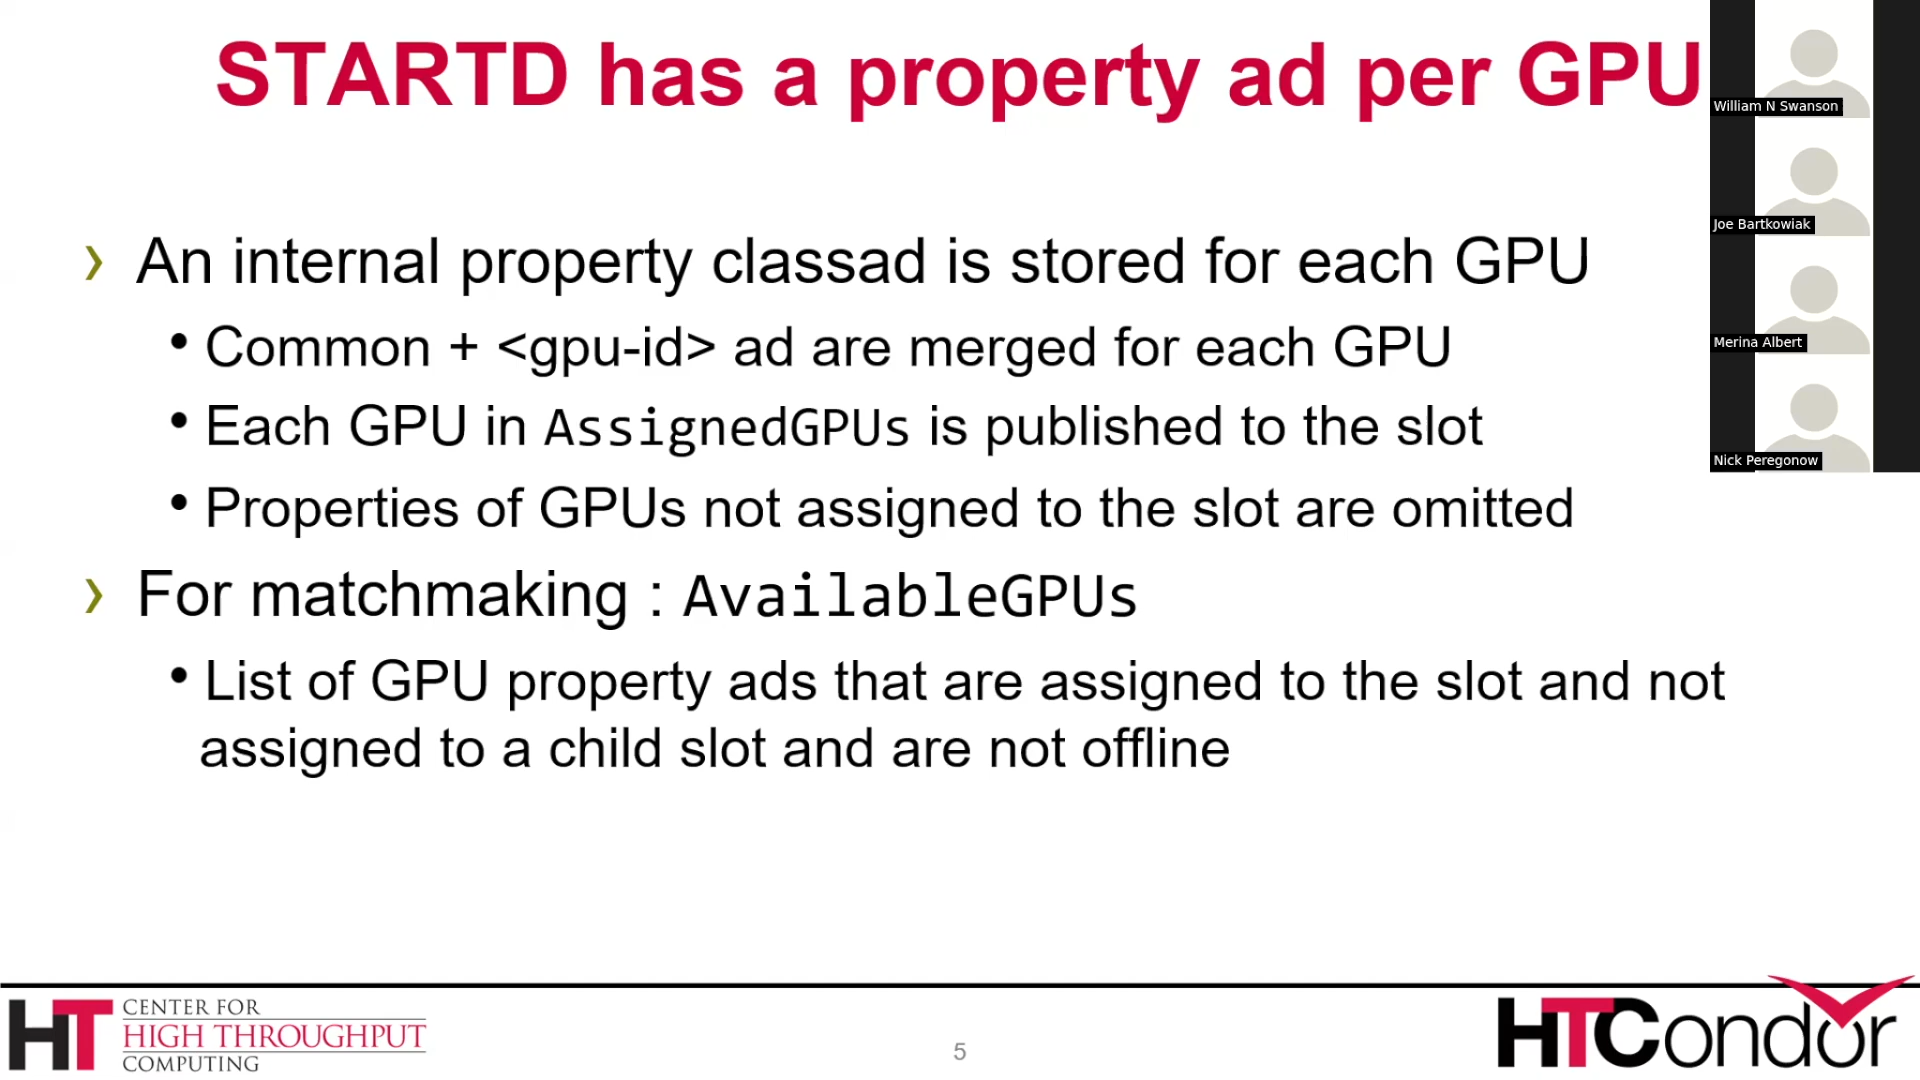 STARTD has a property ad per GPU
› An internal property classad is stored for each GPU
• Common + <gpu-id> ad are merged for each GPU
• Each GPU in AssignedGPUs is published to the slot
• Properties of GPUs not assigned to the slot are omitted
› For matchmaking : AvailableGPUs
• List of GPU property ads that are assigned to the slot and not
assigned to a child slot and are not offline
William N Swanson
Joe Bartkowiak
Merina Albert
Nick Peregonow
HT
CENTER FOR
HIGH THROUGHPUT
COMPUTING
5
HTCondor